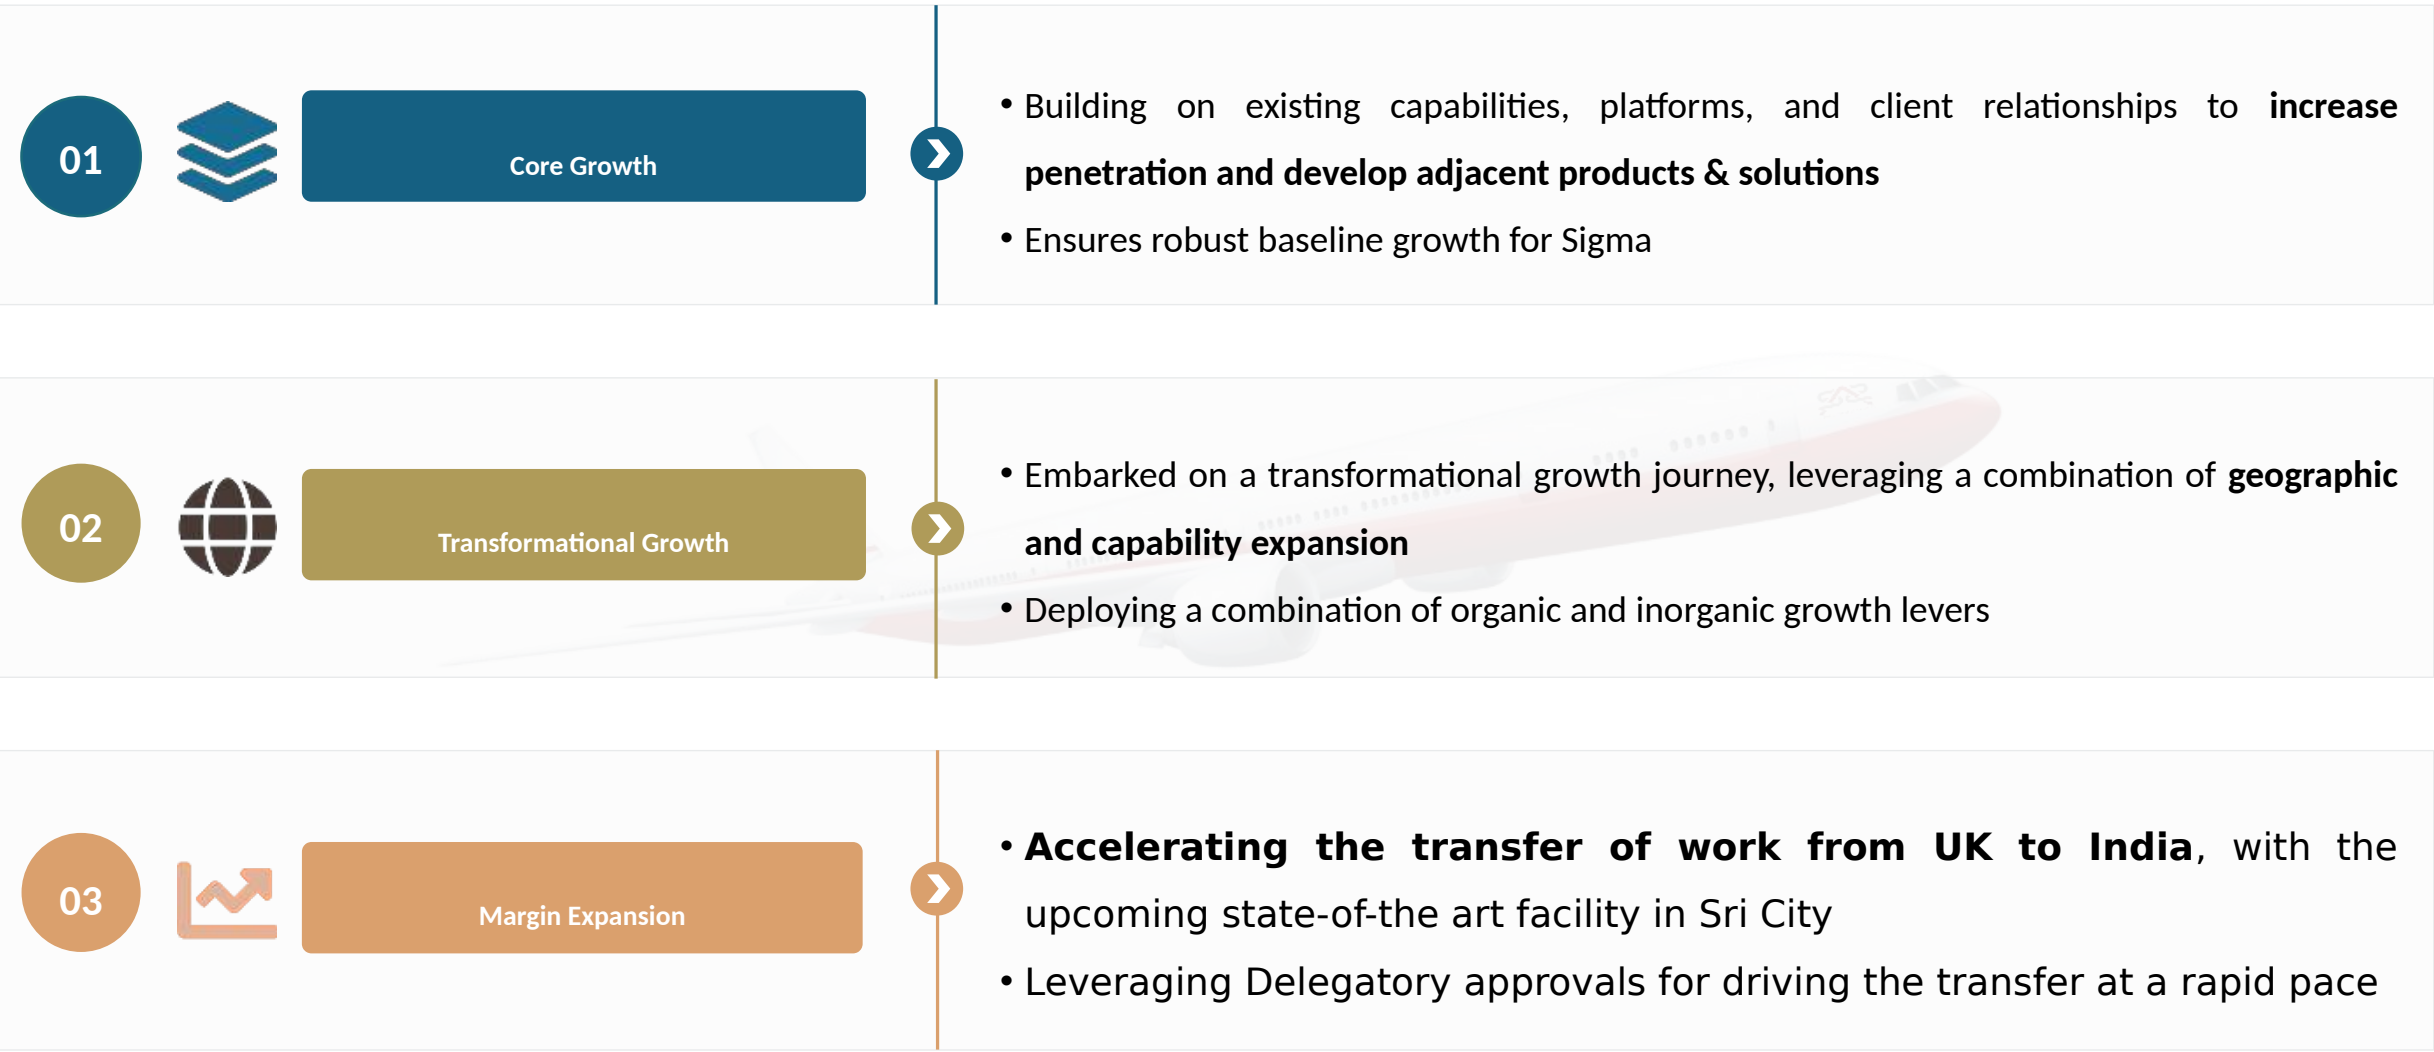 01
Core Growth
• Building on existing capabilities, platforms, and client relationships to increase
penetration and develop adjacent products & solutions
• Ensures robust baseline growth for Sigma
02
Transformational Growth
• Embarked on a transformational growth journey, leveraging a combination of geographic
and capability expansion
• Deploying a combination of organic and inorganic growth levers
03
Margin Expansion
• Accelerating the transfer of work from UK to India, with the
upcoming state-of-the art facility in Sri City
• Leveraging Delegatory approvals for driving the transfer at a rapid pace